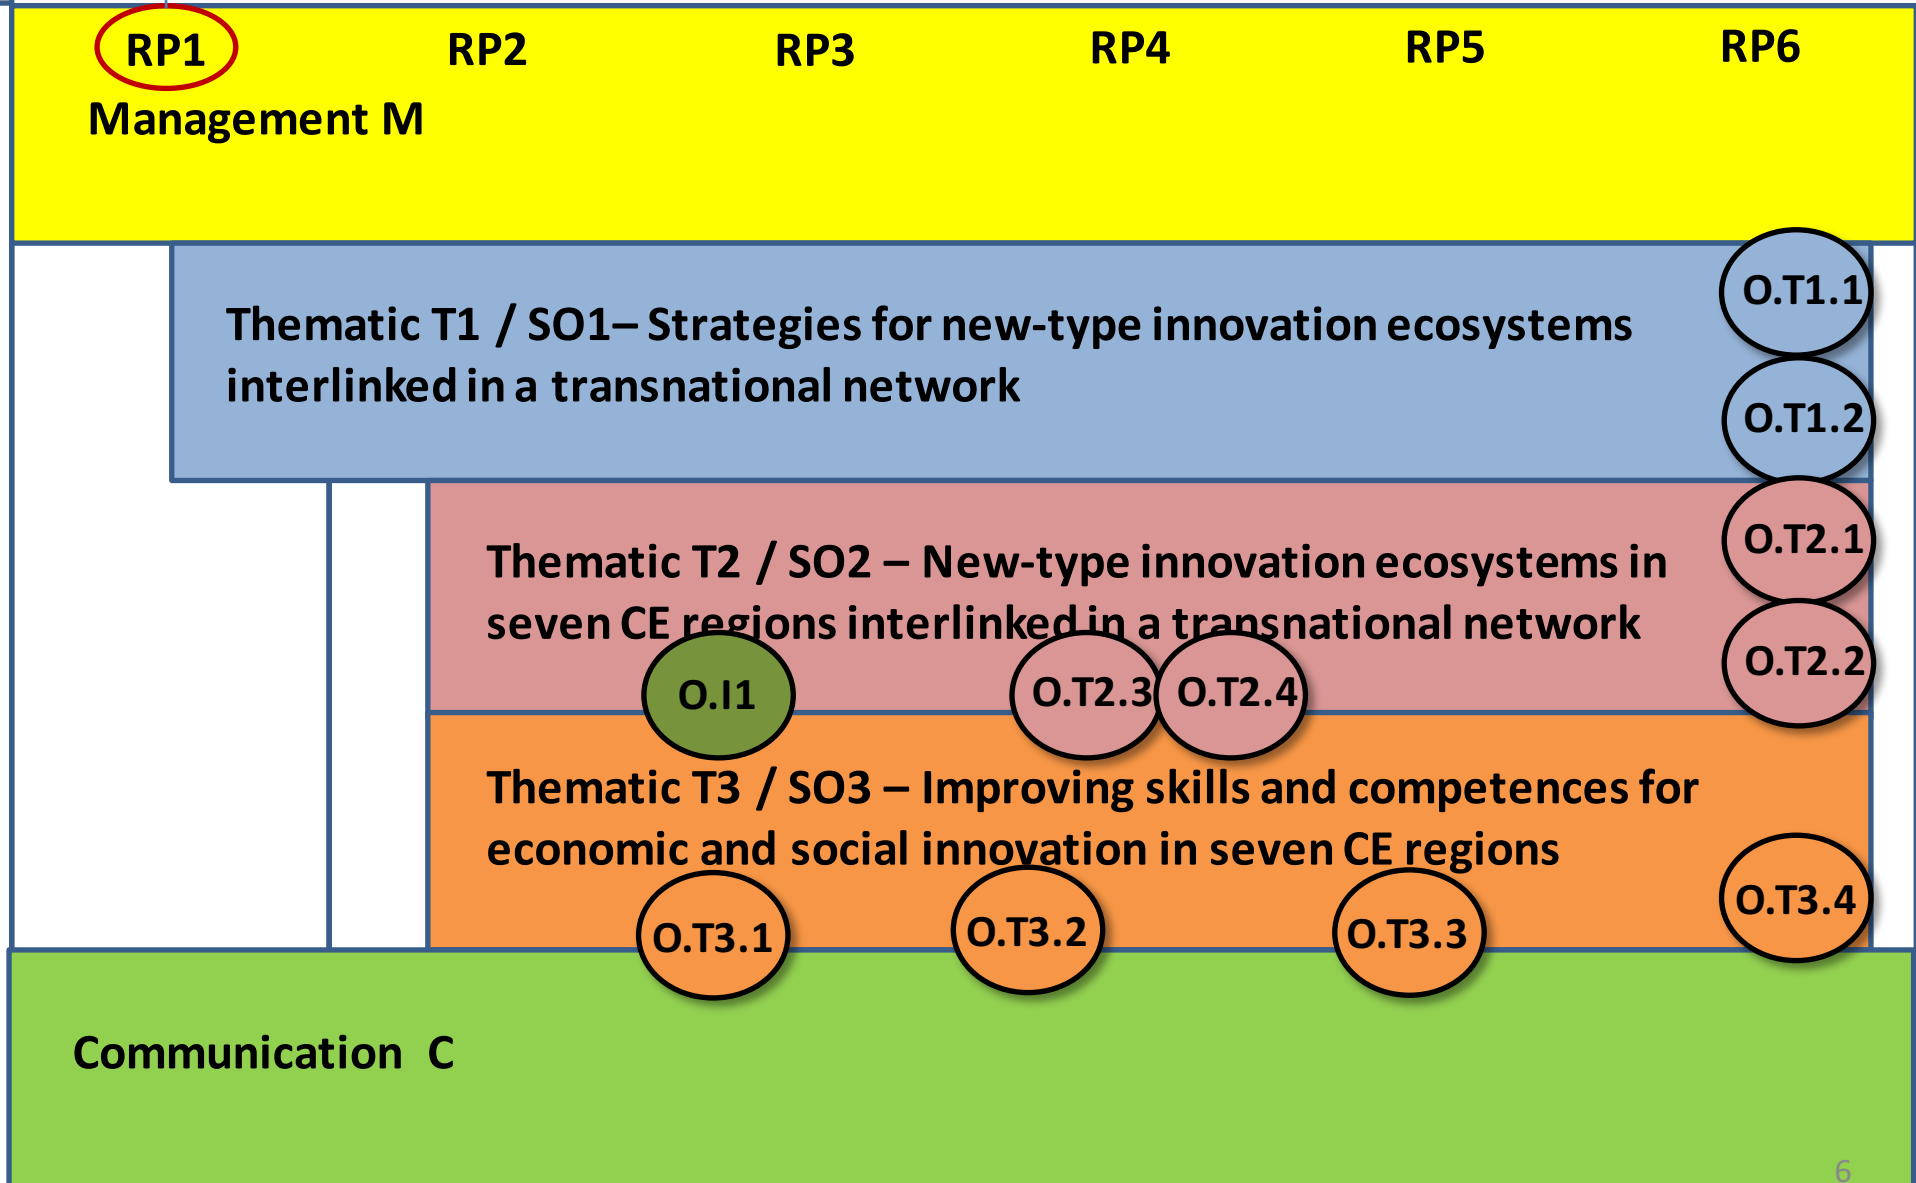 RP1 RP2 RP3 RP4 RP5 RP6
Management M
O.T1.1
Thematic T1 / SO1– Strategies for new-type innovation ecosystems
interlinked in a transnational network
O.T1.2
O.T2.1
Thematic T2 / SO2 – New-type innovation ecosystems in
seven CE regions interlinked in a transnational network
O.T2.2
O.I1 O.T2.3 O.T2.4
Thematic T3 / SO3 – Improving skills and competences for
economic and social innovation in seven CE regions
O.T3.4
O.T3.1 O.T3.2 O.T3.3
Communication C
6